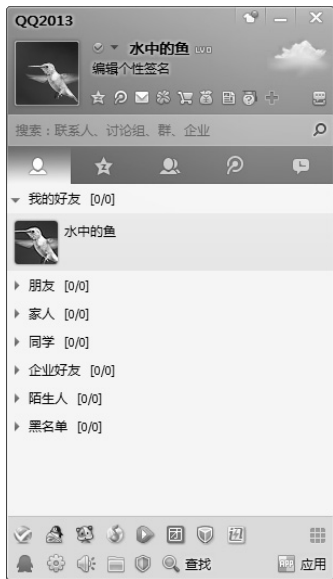 QQ2013
水中的鱼 LV0
编辑个性签名
搜索：联系人、讨论组、群、企业
我的好友 [0/0]
水中的鱼
朋友 [0/0]
家人 [0/0]
同学 [0/0]
企业好友 [0/0]
陌生人 [0/0]
黑名单 [0/0]
团
查找
APP 应用